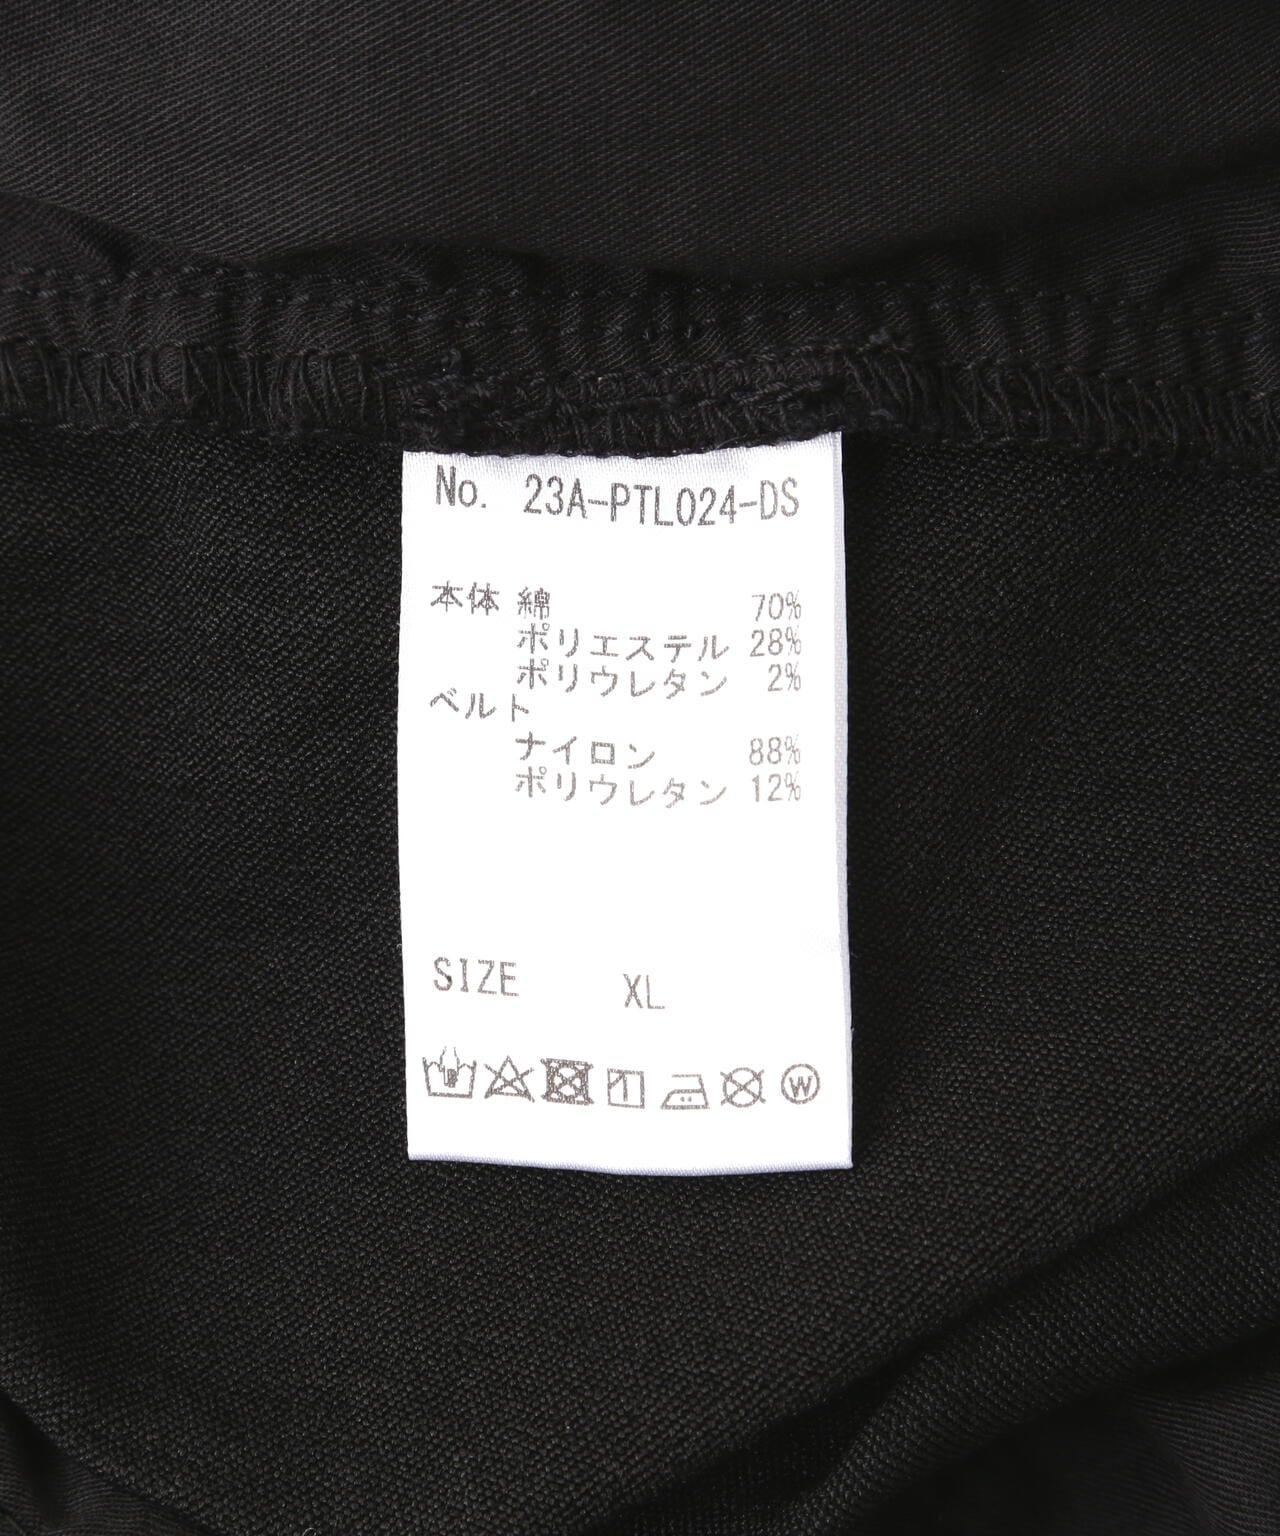 No. 23A-PTL024-DS
本体 綿 70%
ポリエステル 28%
ポリウレタン 2%
ベルト
ナイロン 88%
ポリウレタン 12%
SIZE XL
W